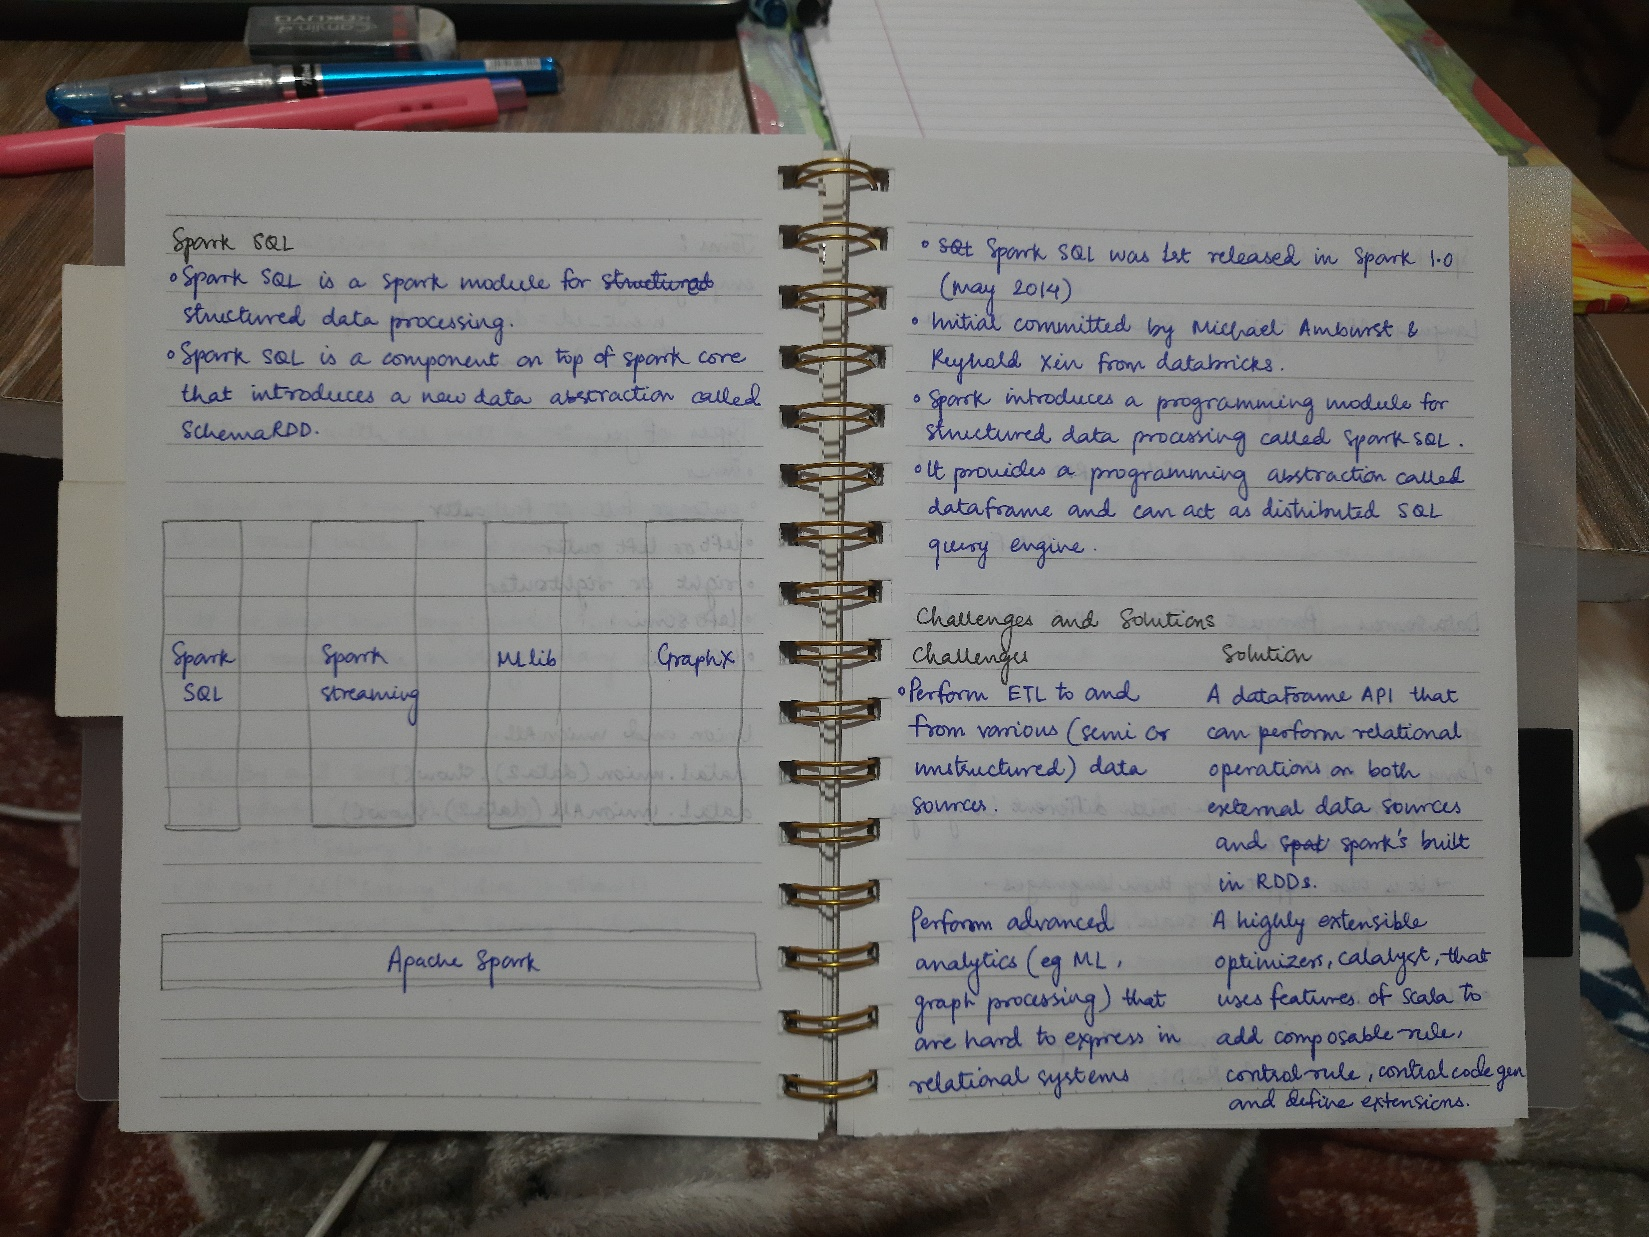 Camlin
KOKUYO
Spark SQL
• Spark SQL is a Spark module for structured
structured data processing.
• Spark SQL is a component on top of spark core
that introduces a new data abstraction called
SchemaRDD.
Spark
SQL
Spark
streaming
MLlib
GraphX
Apache Spark
• SQL Spark SQL was 1st released in Spark 1.0
(May 2014)
• Initial committed by Michael Amburst &
Reynold Xin from databricks.
• Spark introduces a programming module for
structured data processing called Spark SQL.
• It provides a programming abstraction called
dataframe and can act as distributed SQL
query engine.
Challenges and Solutions
Challenges Solution
• Perform ETL to and A dataFrame API that
from various (semi or can perform relational
unstructured) data operations on both
sources. external data sources
and spak spark's built
in RDDs.
Perform advanced A highly extensible
analytics (eg ML, optimizers, catalyst, that
graph processing) that uses features of scala to
are hard to express in add composable rule,
relational systems control rule, control code gen
and define extensions.